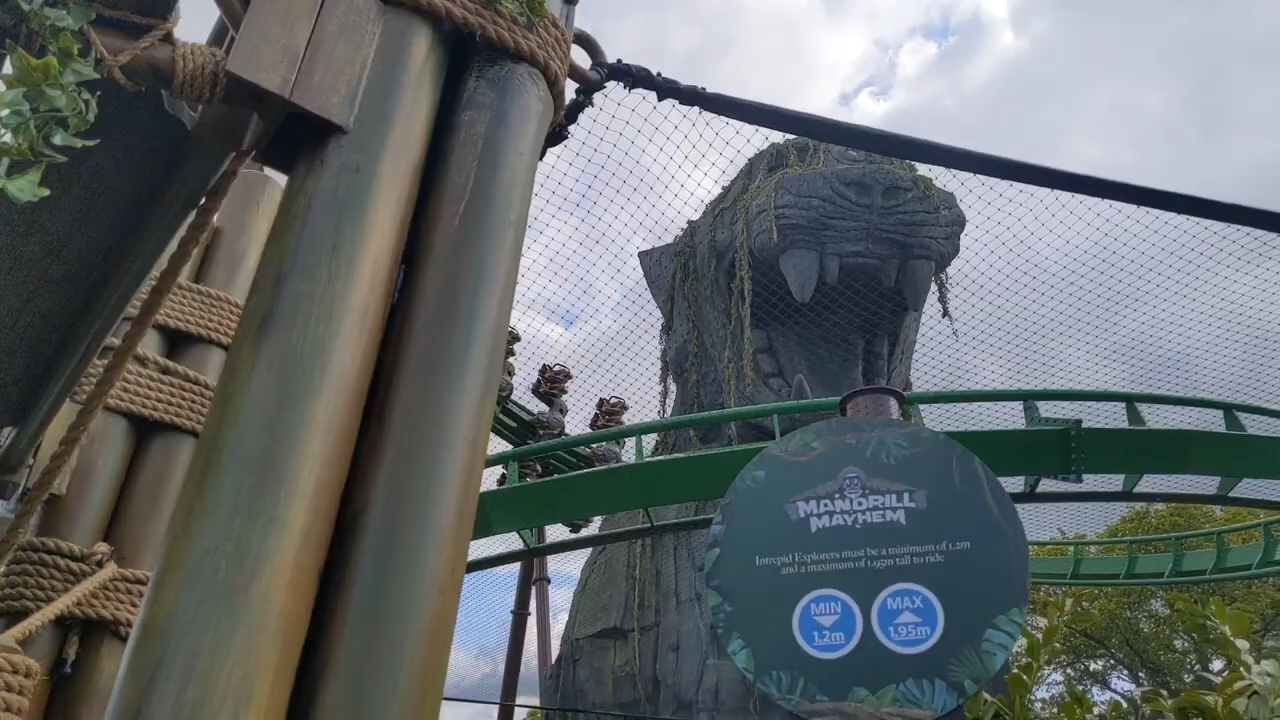 MANDRILL
MAYHEM
Intrepid Explorers must be a minimum of 1.2m
and a maximum of 1.95m tall to ride
MIN
1.2m
MAX
1.95m